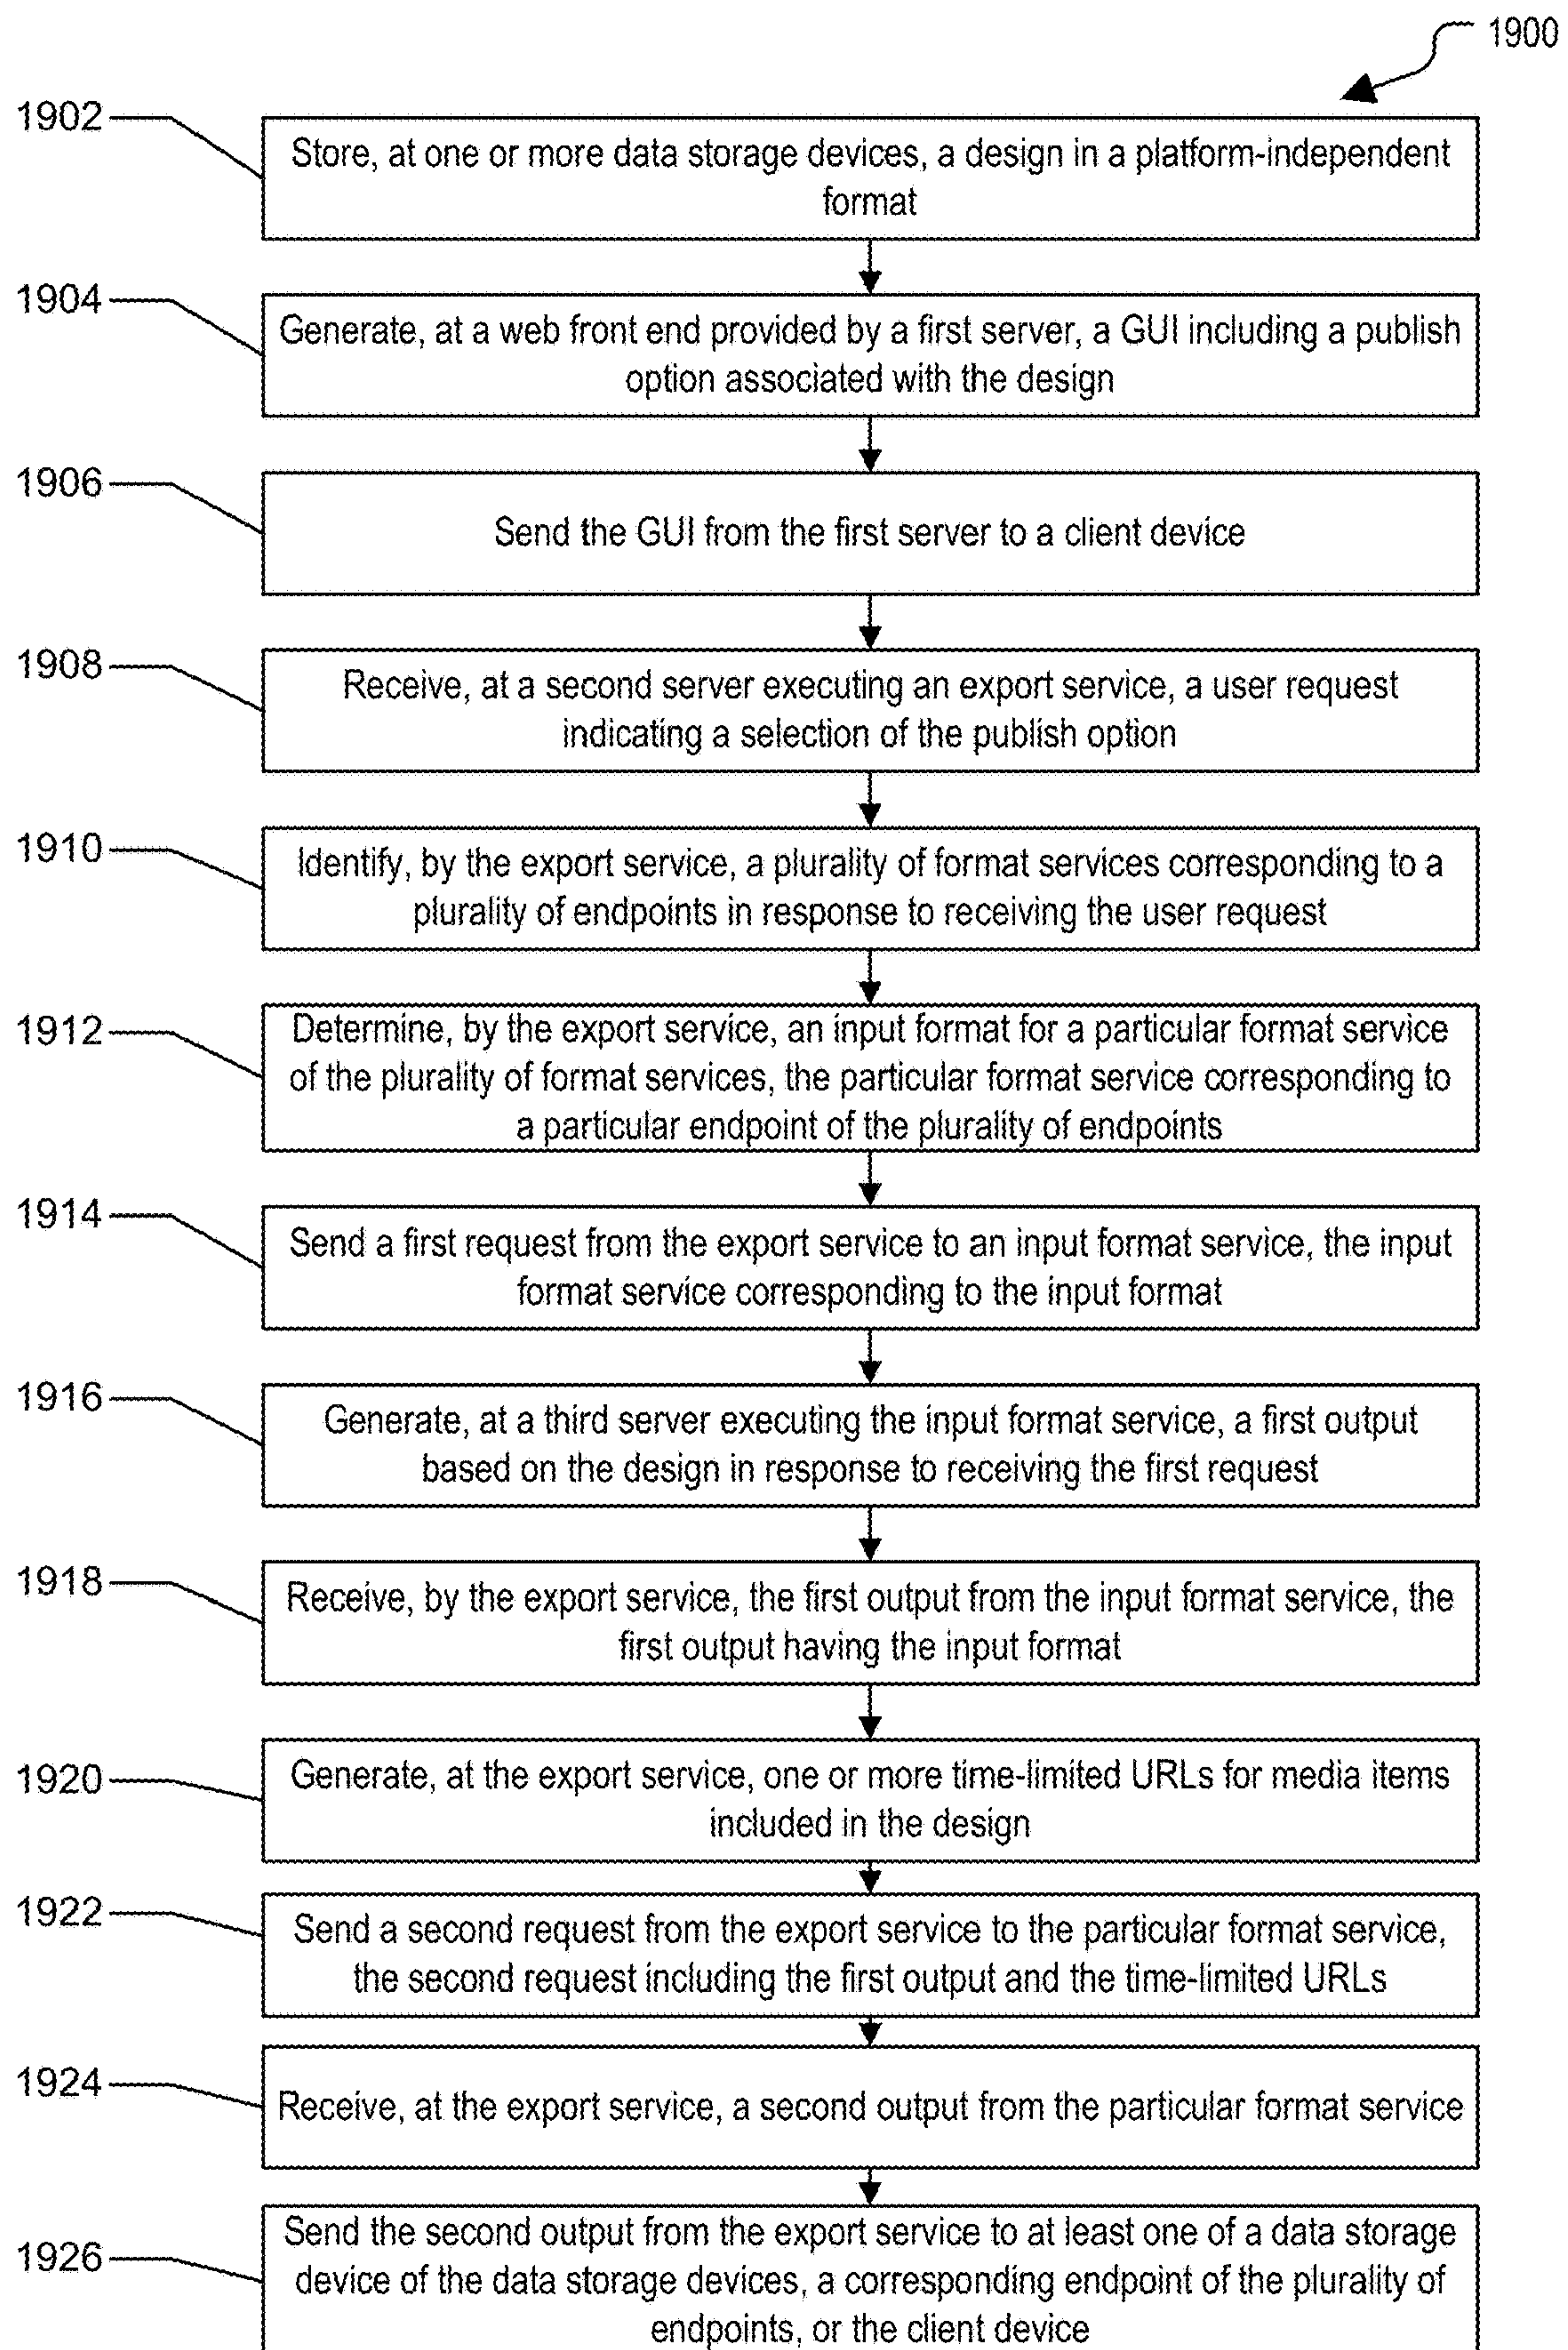 1900
1902
Store, at one or more data storage devices, a design in a platform-independent
format
1904
Generate, at a web front end provided by a first server, a GUI including a publish
option associated with the design
1906
Send the GUI from the first server to a client device
1908
Receive, at a second server executing an export service, a user request
indicating a selection of the publish option
1910
Identify, by the export service, a plurality of format services corresponding to a
plurality of endpoints in response to receiving the user request
1912
Determine, by the export service, an input format for a particular format service
of the plurality of format services, the particular format service corresponding to
a particular endpoint of the plurality of endpoints
1914
Send a first request from the export service to an input format service, the input
format service corresponding to the input format
1916
Generate, at a third server executing the input format service, a first output
based on the design in response to receiving the first request
1918
Receive, by the export service, the first output from the input format service, the
first output having the input format
1920
Generate, at the export service, one or more time-limited URLs for media items
included in the design
1922
Send a second request from the export service to the particular format service,
the second request including the first output and the time-limited URLs
1924
Receive, at the export service, a second output from the particular format service
1926
Send the second output from the export service to at least one of a data storage
device of the data storage devices, a corresponding endpoint of the plurality of
endpoints, or the client device